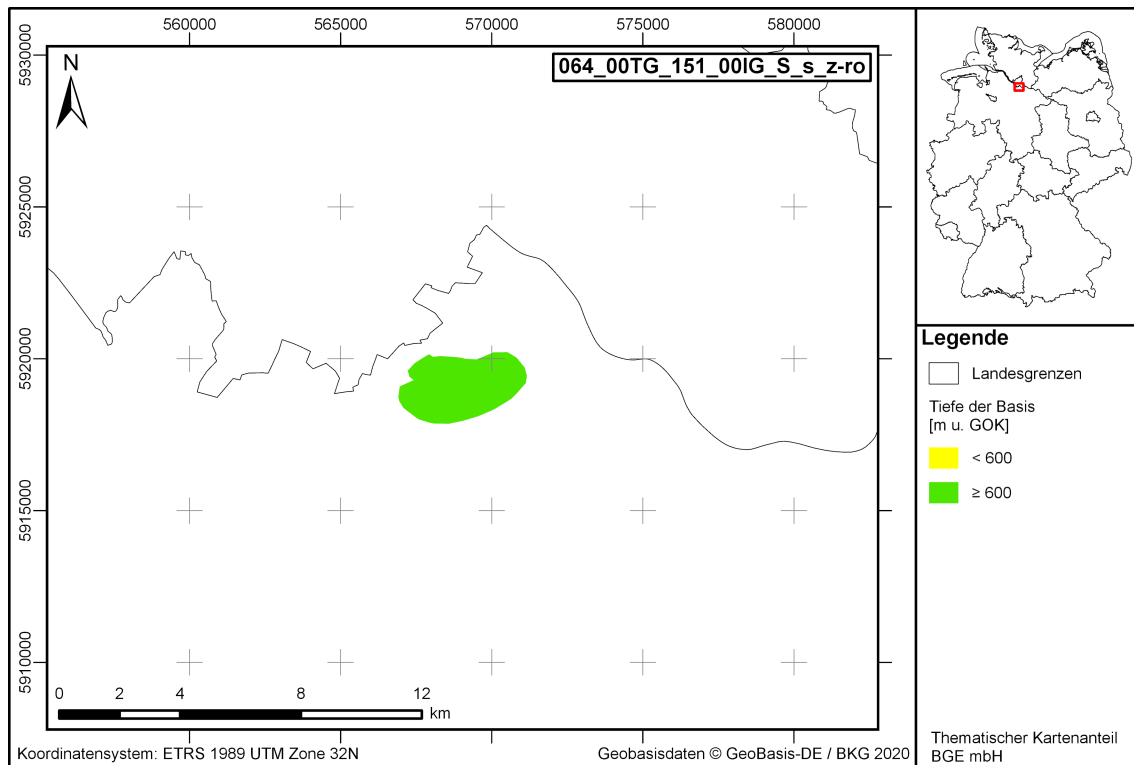 560000 565000 570000 575000 580000
5930000
5925000
5920000
5915000
5910000
N
064_00TG_151_00IG_S_s_z-ro
0 2 4 8 12
km
Koordinatensystem: ETRS 1989 UTM Zone 32N
Geobasisdaten © GeoBasis-DE / BKG 2020
Legende
Landesgrenzen
Tiefe der Basis
[m u. GOK]
< 600
≥ 600
Thematischer Kartenanteil
BGE mbH